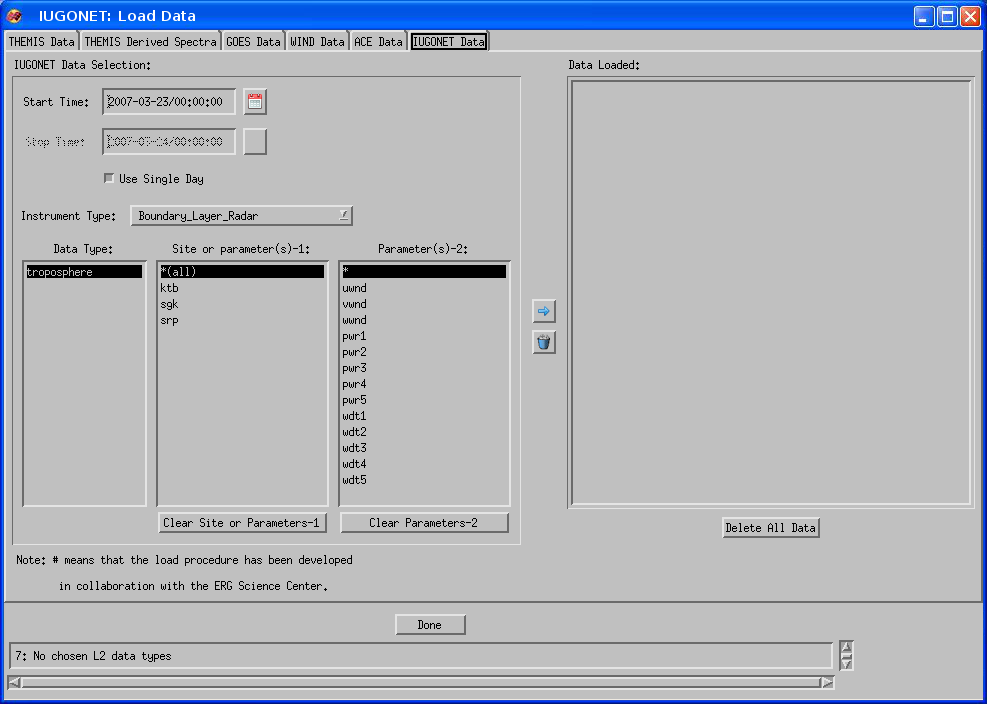 IUGONET: Load Data
THEMIS Data THEMIS Derived Spectra GOES Data WIND Data ACE Data IUGONET Data
IUGONET Data Selection:
Data Loaded:
Start Time: 2007-03-23/00:00:00
Stop Time: 2007-03-24/00:00:00
Use Single Day
Instrument Type: Boundary_Layer_Radar
Data Type: Site or parameter(s)-1: Parameter(s)-2:
troposphere *(all) *
ktb uwnd
sgk vwnd
srp wwnd
pwr1
pwr2
pwr3
pwr4
pwr5
wdt1
wdt2
wdt3
wdt4
wdt5
Clear Site or Parameters-1 Clear Parameters-2
Delete All Data
Note: # means that the load procedure has been developed
in collaboration with the ERG Science Center.
Done
7: No chosen L2 data types